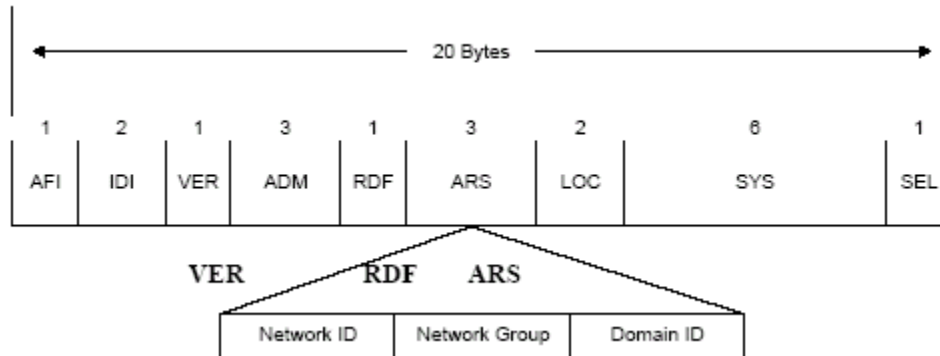 20 Bytes
1 2 1 3 1 3 2 6 1
AFI IDI VER ADM RDF ARS LOC SYS SEL
VER RDF ARS
Network ID Network Group Domain ID